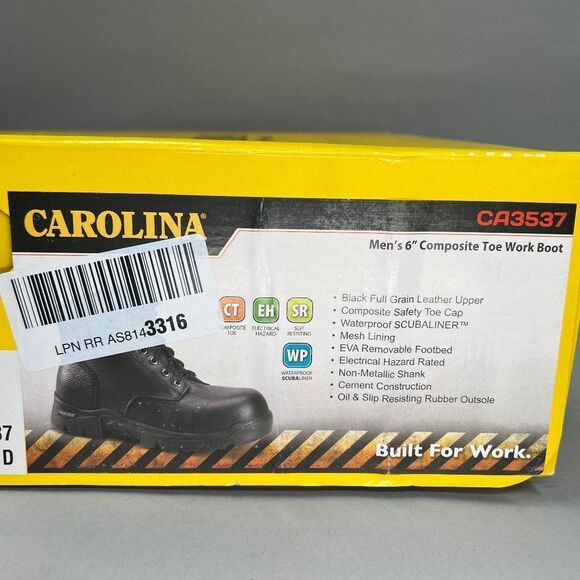 CAROLINA®
CA3537
Men's 6" Composite Toe Work Boot
LPN RR AS8143316
CT EH SR
COMPOSITE TOE
ELECTRICAL HAZARD
SLIP RESISTING
WP
WATERPROOF
SCUBALINER
• Black Full Grain Leather Upper
• Composite Safety Toe Cap
• Waterproof SCUBALINER™
• Mesh Lining
• EVA Removable Footbed
• Electrical Hazard Rated
• Non-Metallic Shank
• Cement Construction
• Oil & Slip Resisting Rubber Outsole
CAROLINA
37
D
Built For Work.